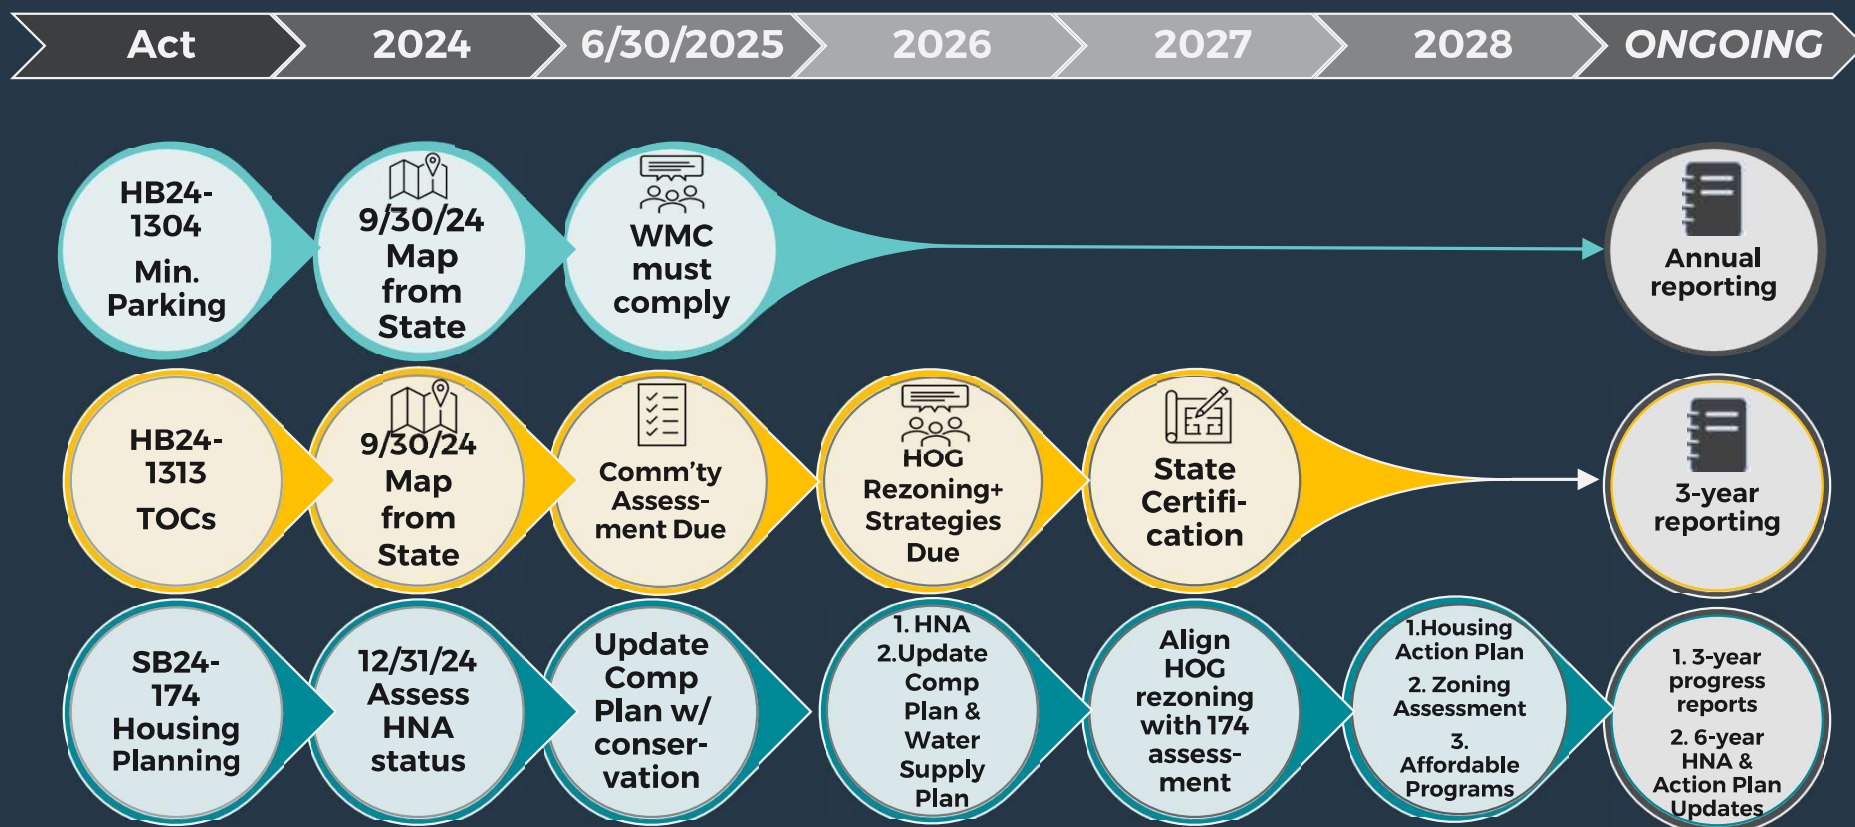 Act
2024
6/30/2025
2026
2027
2028
ONGOING
HB24-
1304
Min.
Parking
9/30/24
Map
from
State
WMC
must
comply
Annual
reporting
HB24-
1313
TOCs
9/30/24
Map
from
State
Comm'ty
Assess-
ment Due
HOG
Rezoning+
Strategies
Due
State
Certifi-
cation
3-year
reporting
SB24-
174
Housing
Planning
12/31/24
Assess
HNA
status
Update
Comp
Plan w/
conser-
vation
1. HNA
2.Update
Comp
Plan &
Water
Supply
Plan
Align
HOG
rezoning
with 174
assess-
ment
1.Housing
Action Plan
2. Zoning
Assessment
3.
Affordable
Programs
1. 3-year
progress
reports
2. 6-year
HNA &
Action Plan
Updates